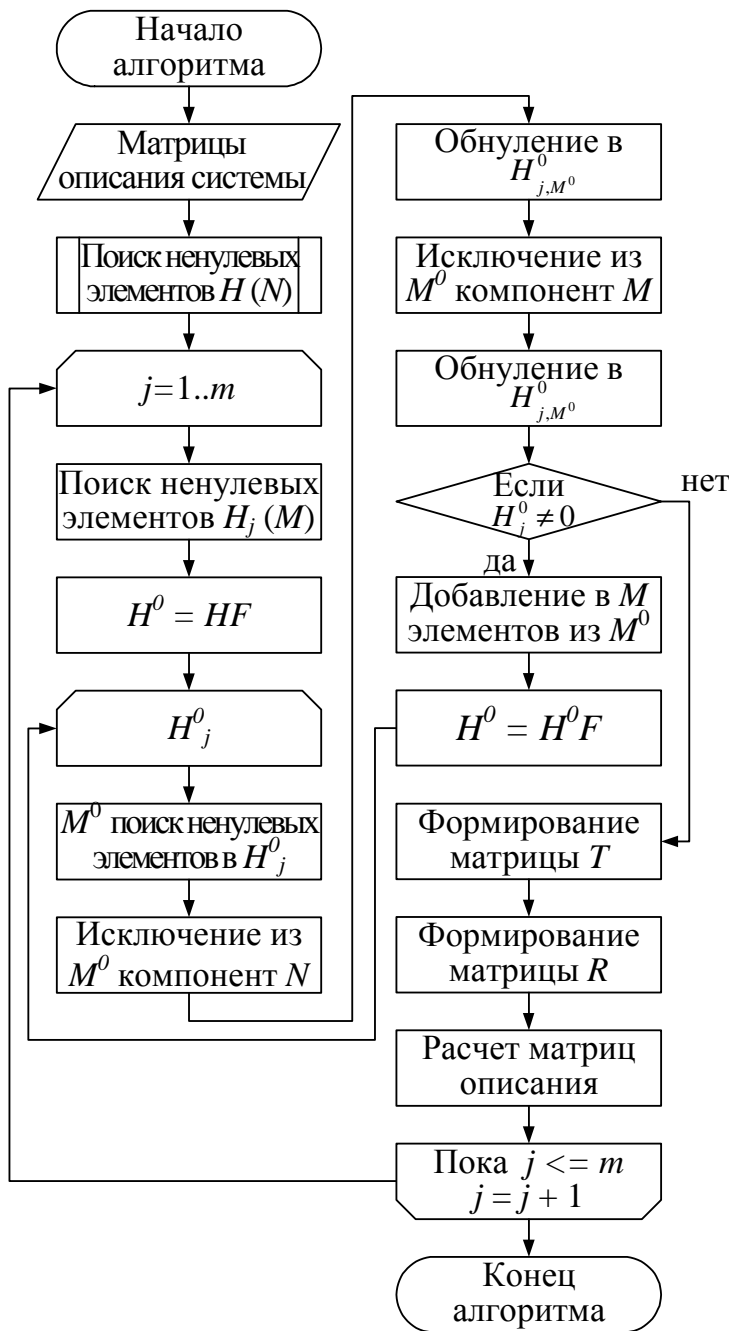 Начало
алгоритма
Матрицы
описания системы
Поиск ненулевых
элементов H (N)
j=1..m
Поиск ненулевых
элементов H_j (M)
H^0 = HF
H^0_j
M^0 поиск ненулевых
элементов в H^0_j
Исключение из
M^0 компонент N
Обнуление в
H^0_{j,M^0}
Исключение из
M^0 компонент M
Обнуление в
H^0_{j,M^0}
Если
H^0_j ≠ 0
нет
да
Добавление в M
элементов из M^0
H^0 = H^0F
Формирование
матрицы T
Формирование
матрицы R
Расчет матриц
описания
Пока j <= m
j = j + 1
Конец
алгоритма